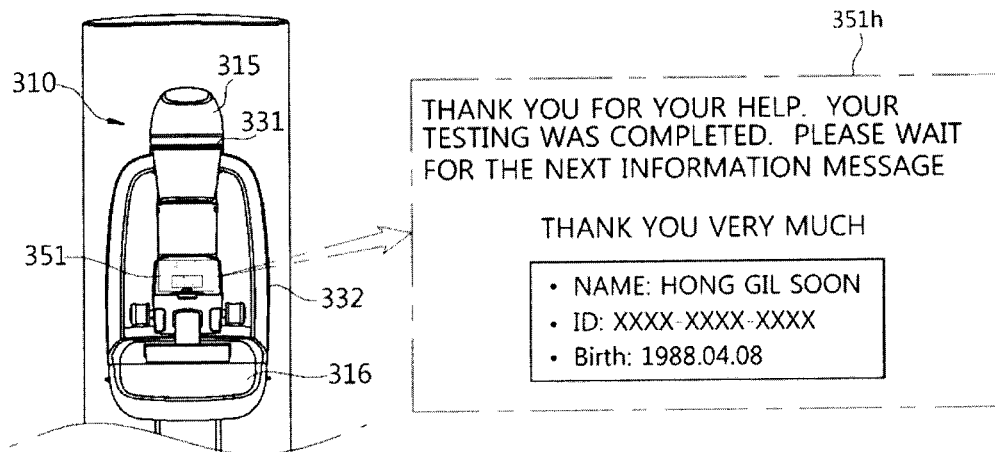 351h
310
315
331
351
332
316
THANK YOU FOR YOUR HELP. YOUR
TESTING WAS COMPLETED. PLEASE WAIT
FOR THE NEXT INFORMATION MESSAGE
THANK YOU VERY MUCH
• NAME: HONG GIL SOON
• ID: XXXX-XXXX-XXXX
• Birth: 1988.04.08